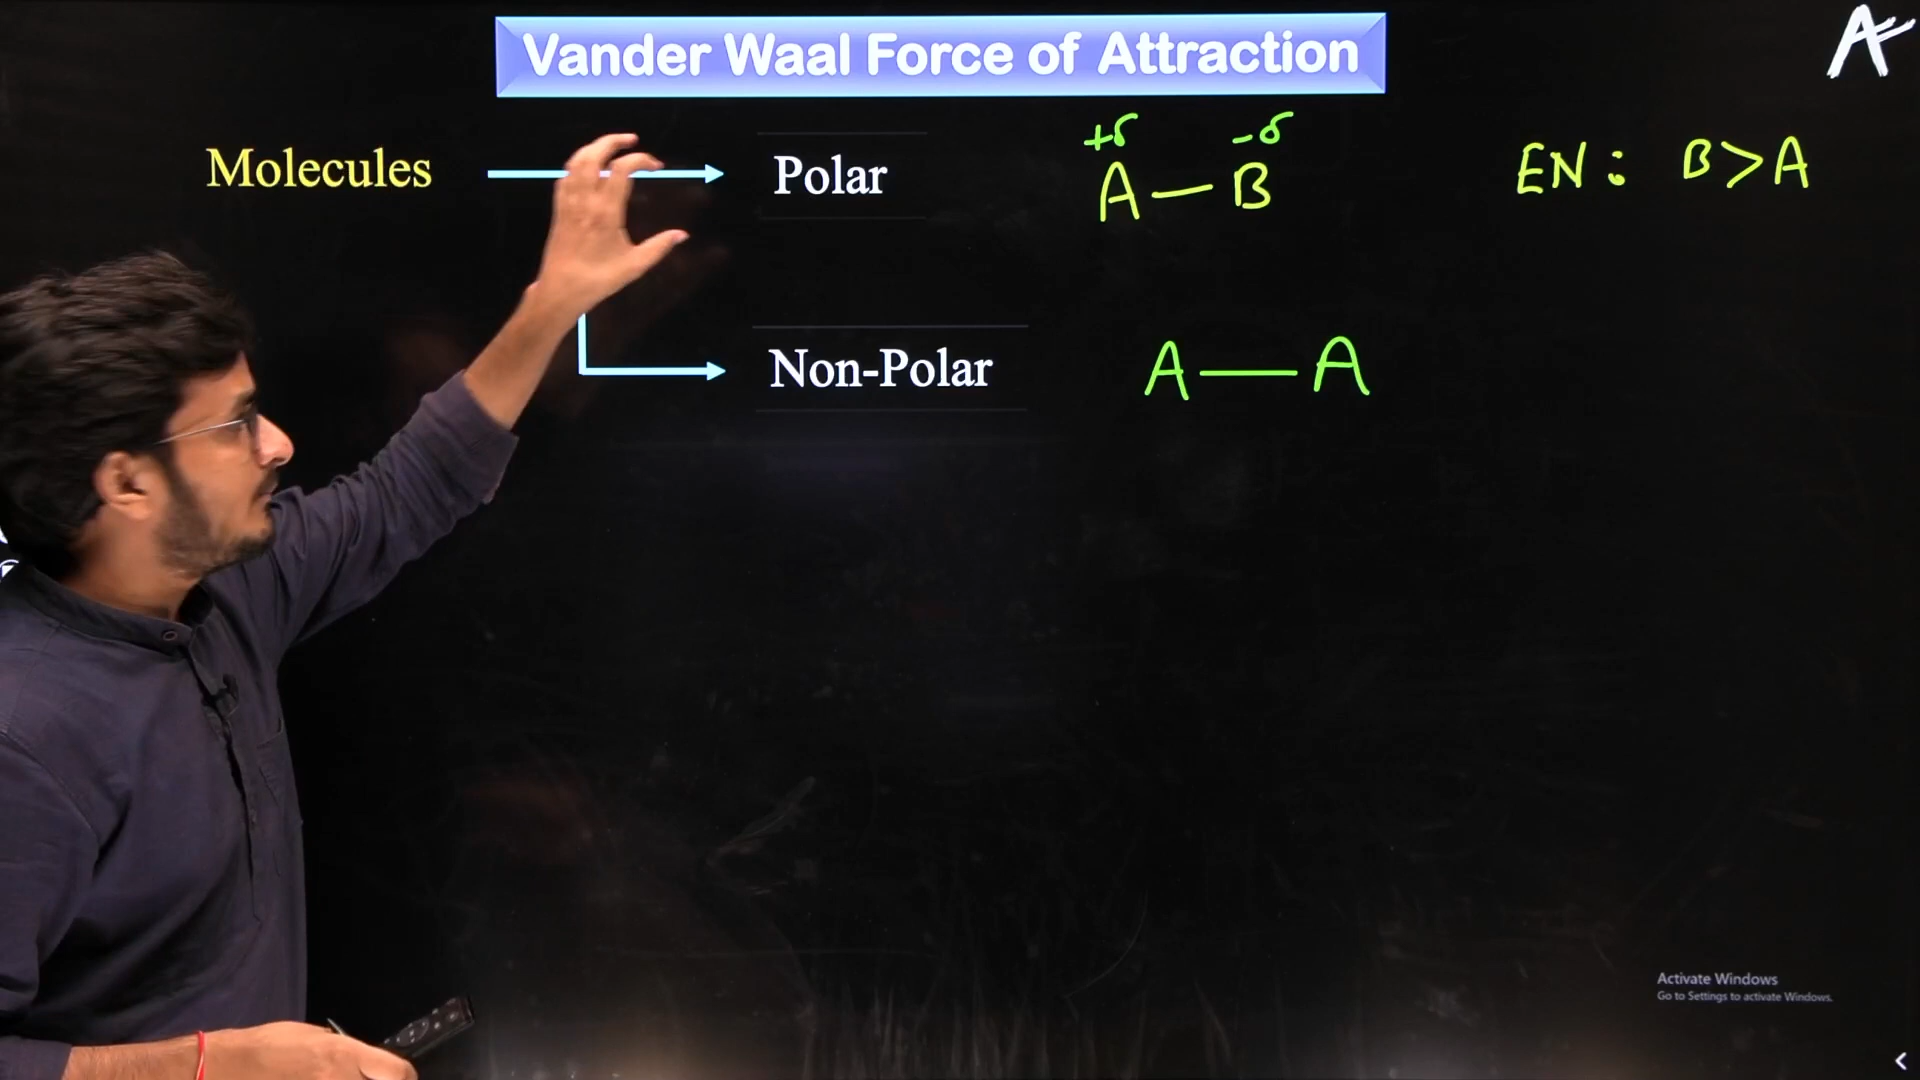 Vander Waal Force of Attraction
A
Molecules
Polar
+δ -δ
A — B
EN : B > A
Non-Polar
A — A
Activate Windows
Go to Settings to activate Windows.